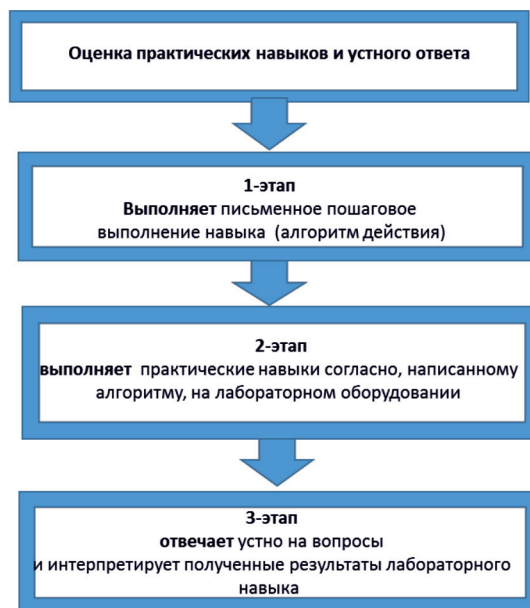 Оценка практических навыков и устного ответа
1-этап
Выполняет письменное пошаговое
выполнение навыка (алгоритм действия)
2-этап
выполняет практические навыки согласно, написанному
алгоритму, на лабораторном оборудовании
3-этап
отвечает устно на вопросы
и интерпретирует полученные результаты лабораторного
навыка